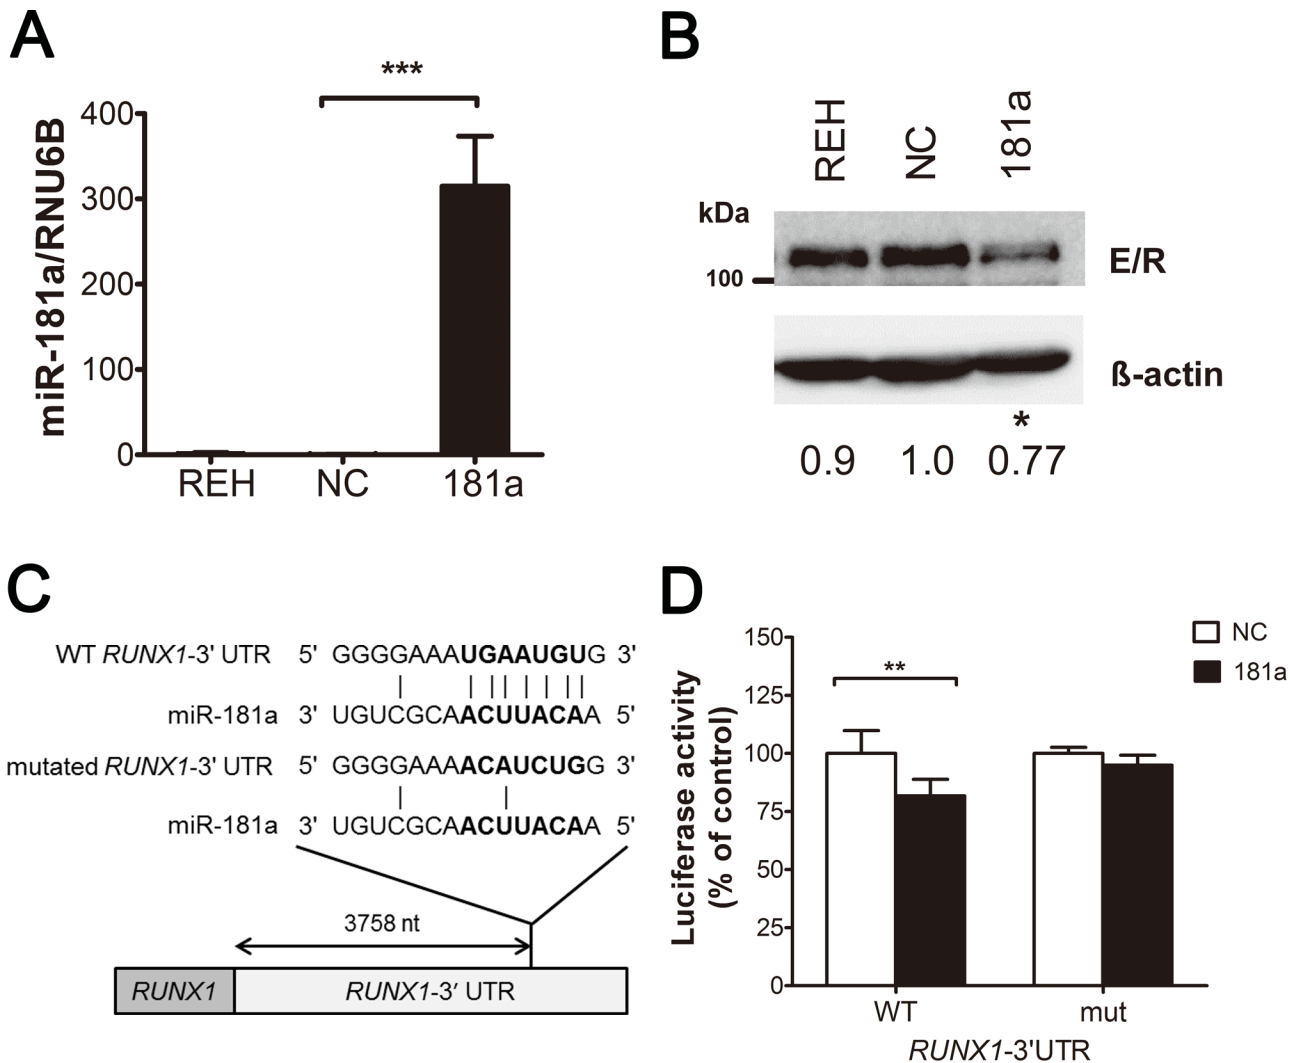 A
***
miR-181a/RNU6B
400
300
200
100
0
REH NC 181a
B
REH NC 181a
kDa
100
E/R
ß-actin
*
0.9 1.0 0.77
C
WT RUNX1-3' UTR 5' GGGGAAAUGAAUGUG 3'
miR-181a 3' UGUCGCAACUUACAA 5'
mutated RUNX1-3' UTR 5' GGGGAAAACAUCUGG 3'
miR-181a 3' UGUCGCAACUUACAA 5'
3758 nt
RUNX1 RUNX1-3' UTR
D
Luciferase activity
(% of control)
150
125
100
75
50
25
0
**
NC
181a
WT mut
RUNX1-3'UTR